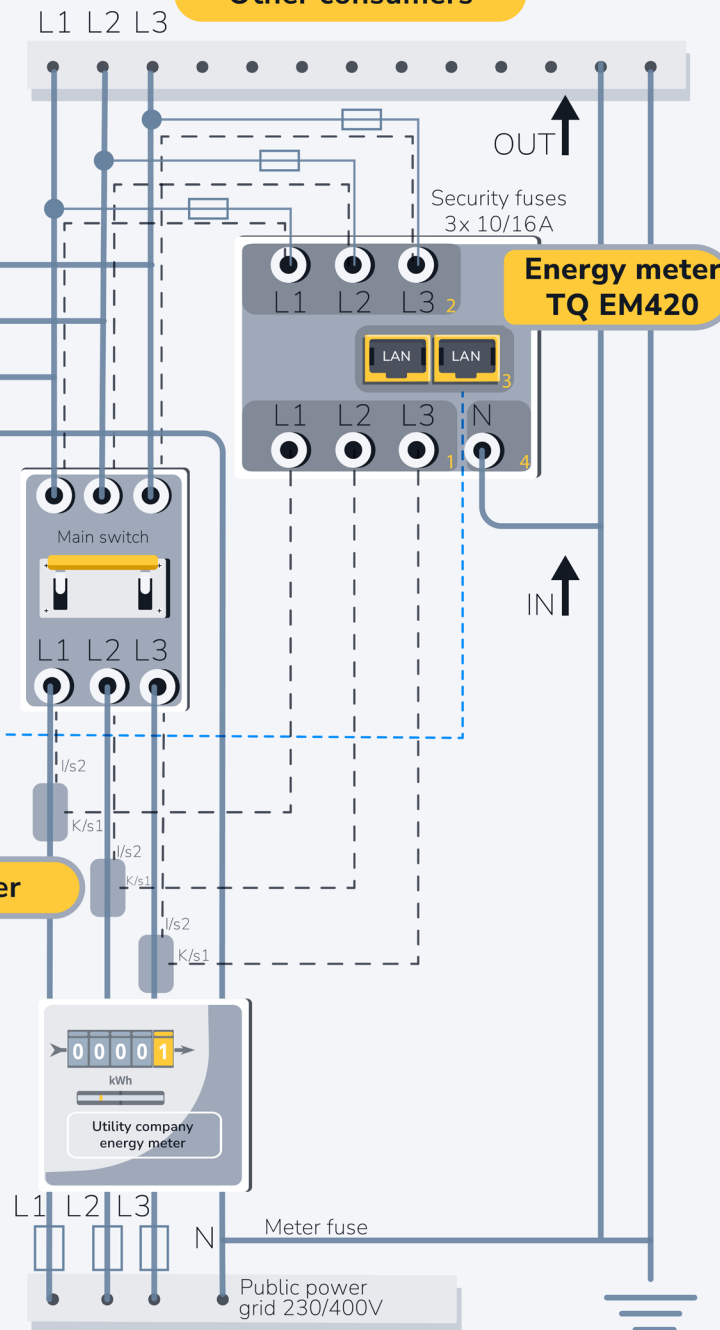 Other consumers
L1 L2 L3
OUT
Security fuses
3x 10/16A
Energy meter
TQ EM420
L1 L2 L3 2
LAN LAN
3
L1 L2 L3 N
1 4
Main switch
IN
L1 L2 L3
l/s2
K/s1
l/s2
K/s1
er
l/s2
K/s1
00001
kWh
Utility company
energy meter
L1 L2 L3
N
Meter fuse
Public power
grid 230/400V